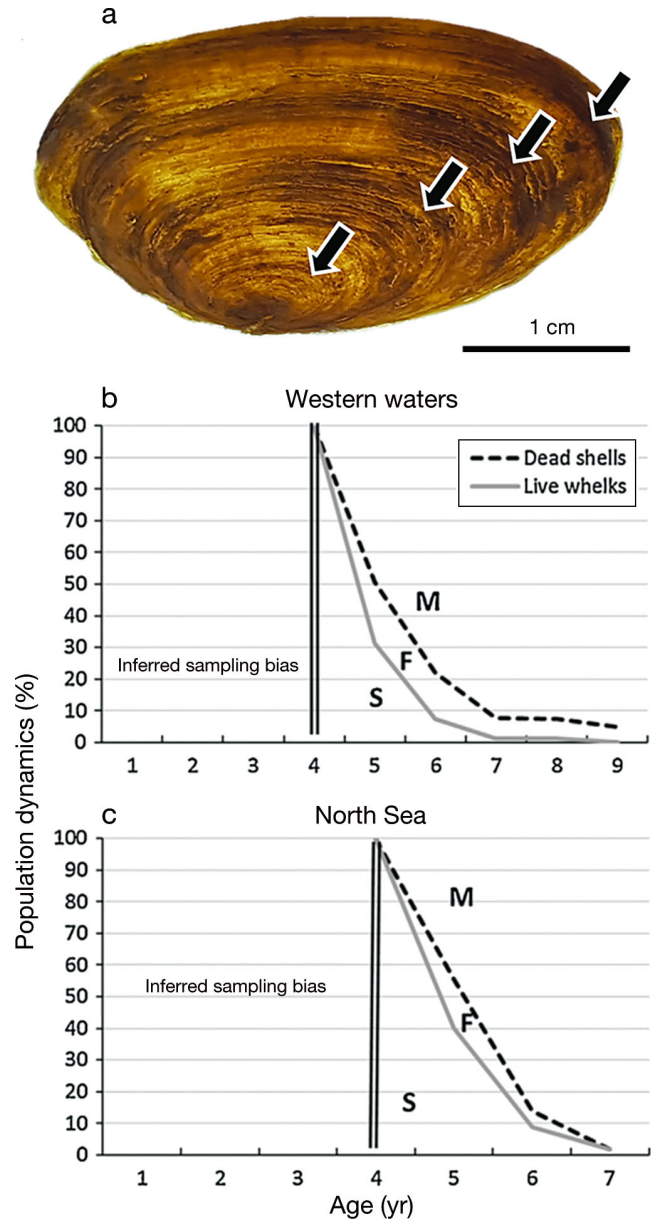 a
1 cm
b
Western waters
100
90
80
70
60
50
40
30
20
10
0
Dead shells
Live whelks
M
F
S
Inferred sampling bias
1 2 3 4 5 6 7 8 9
c
North Sea
100
90
80
70
60
50
40
30
20
10
0
M
F
S
Inferred sampling bias
1 2 3 4 5 6 7
Population dynamics (%)
Age (yr)